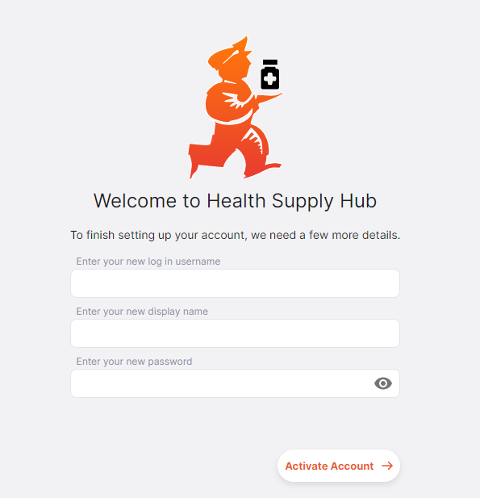 Welcome to Health Supply Hub
To finish setting up your account, we need a few more details.
Enter your new log in username
Enter your new display name
Enter your new password
Activate Account